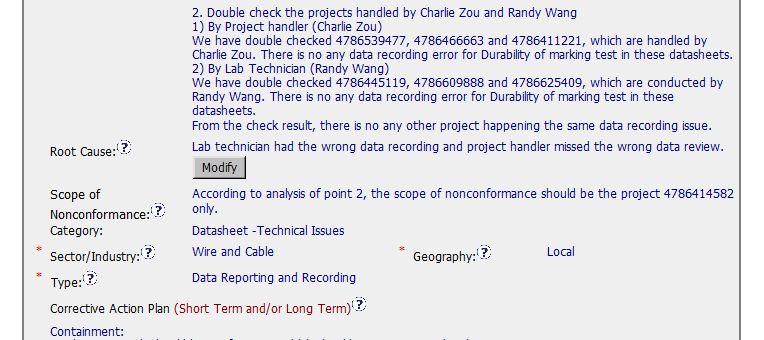 2. Double check the projects handled by Charlie Zou and Randy Wang
1) By Project handler (Charlie Zou)
We have double checked 4786539477, 4786466663 and 4786411221, which are handled by
Charlie Zou. There is no any data recording error for Durability of marking test in these datasheets.
2) By Lab Technician (Randy Wang)
We have double checked 4786445119, 4786609888 and 4786625409, which are conducted by
Randy Wang. There is no any data recording error for Durability of marking test in these
datasheets.
From the check result, there is no any other project happening the same data recording issue.
Root Cause: ? Lab technician had the wrong data recording and project handler missed the wrong data review.
Modify
Scope of
Nonconformance: ? According to analysis of point 2, the scope of nonconformance should be the project 4786414582
only.
Category: Datasheet -Technical Issues
* Sector/Industry: ? Wire and Cable * Geography: ? Local
* Type: ? Data Reporting and Recording
Corrective Action Plan (Short Term and/or Long Term) ?
Containment: